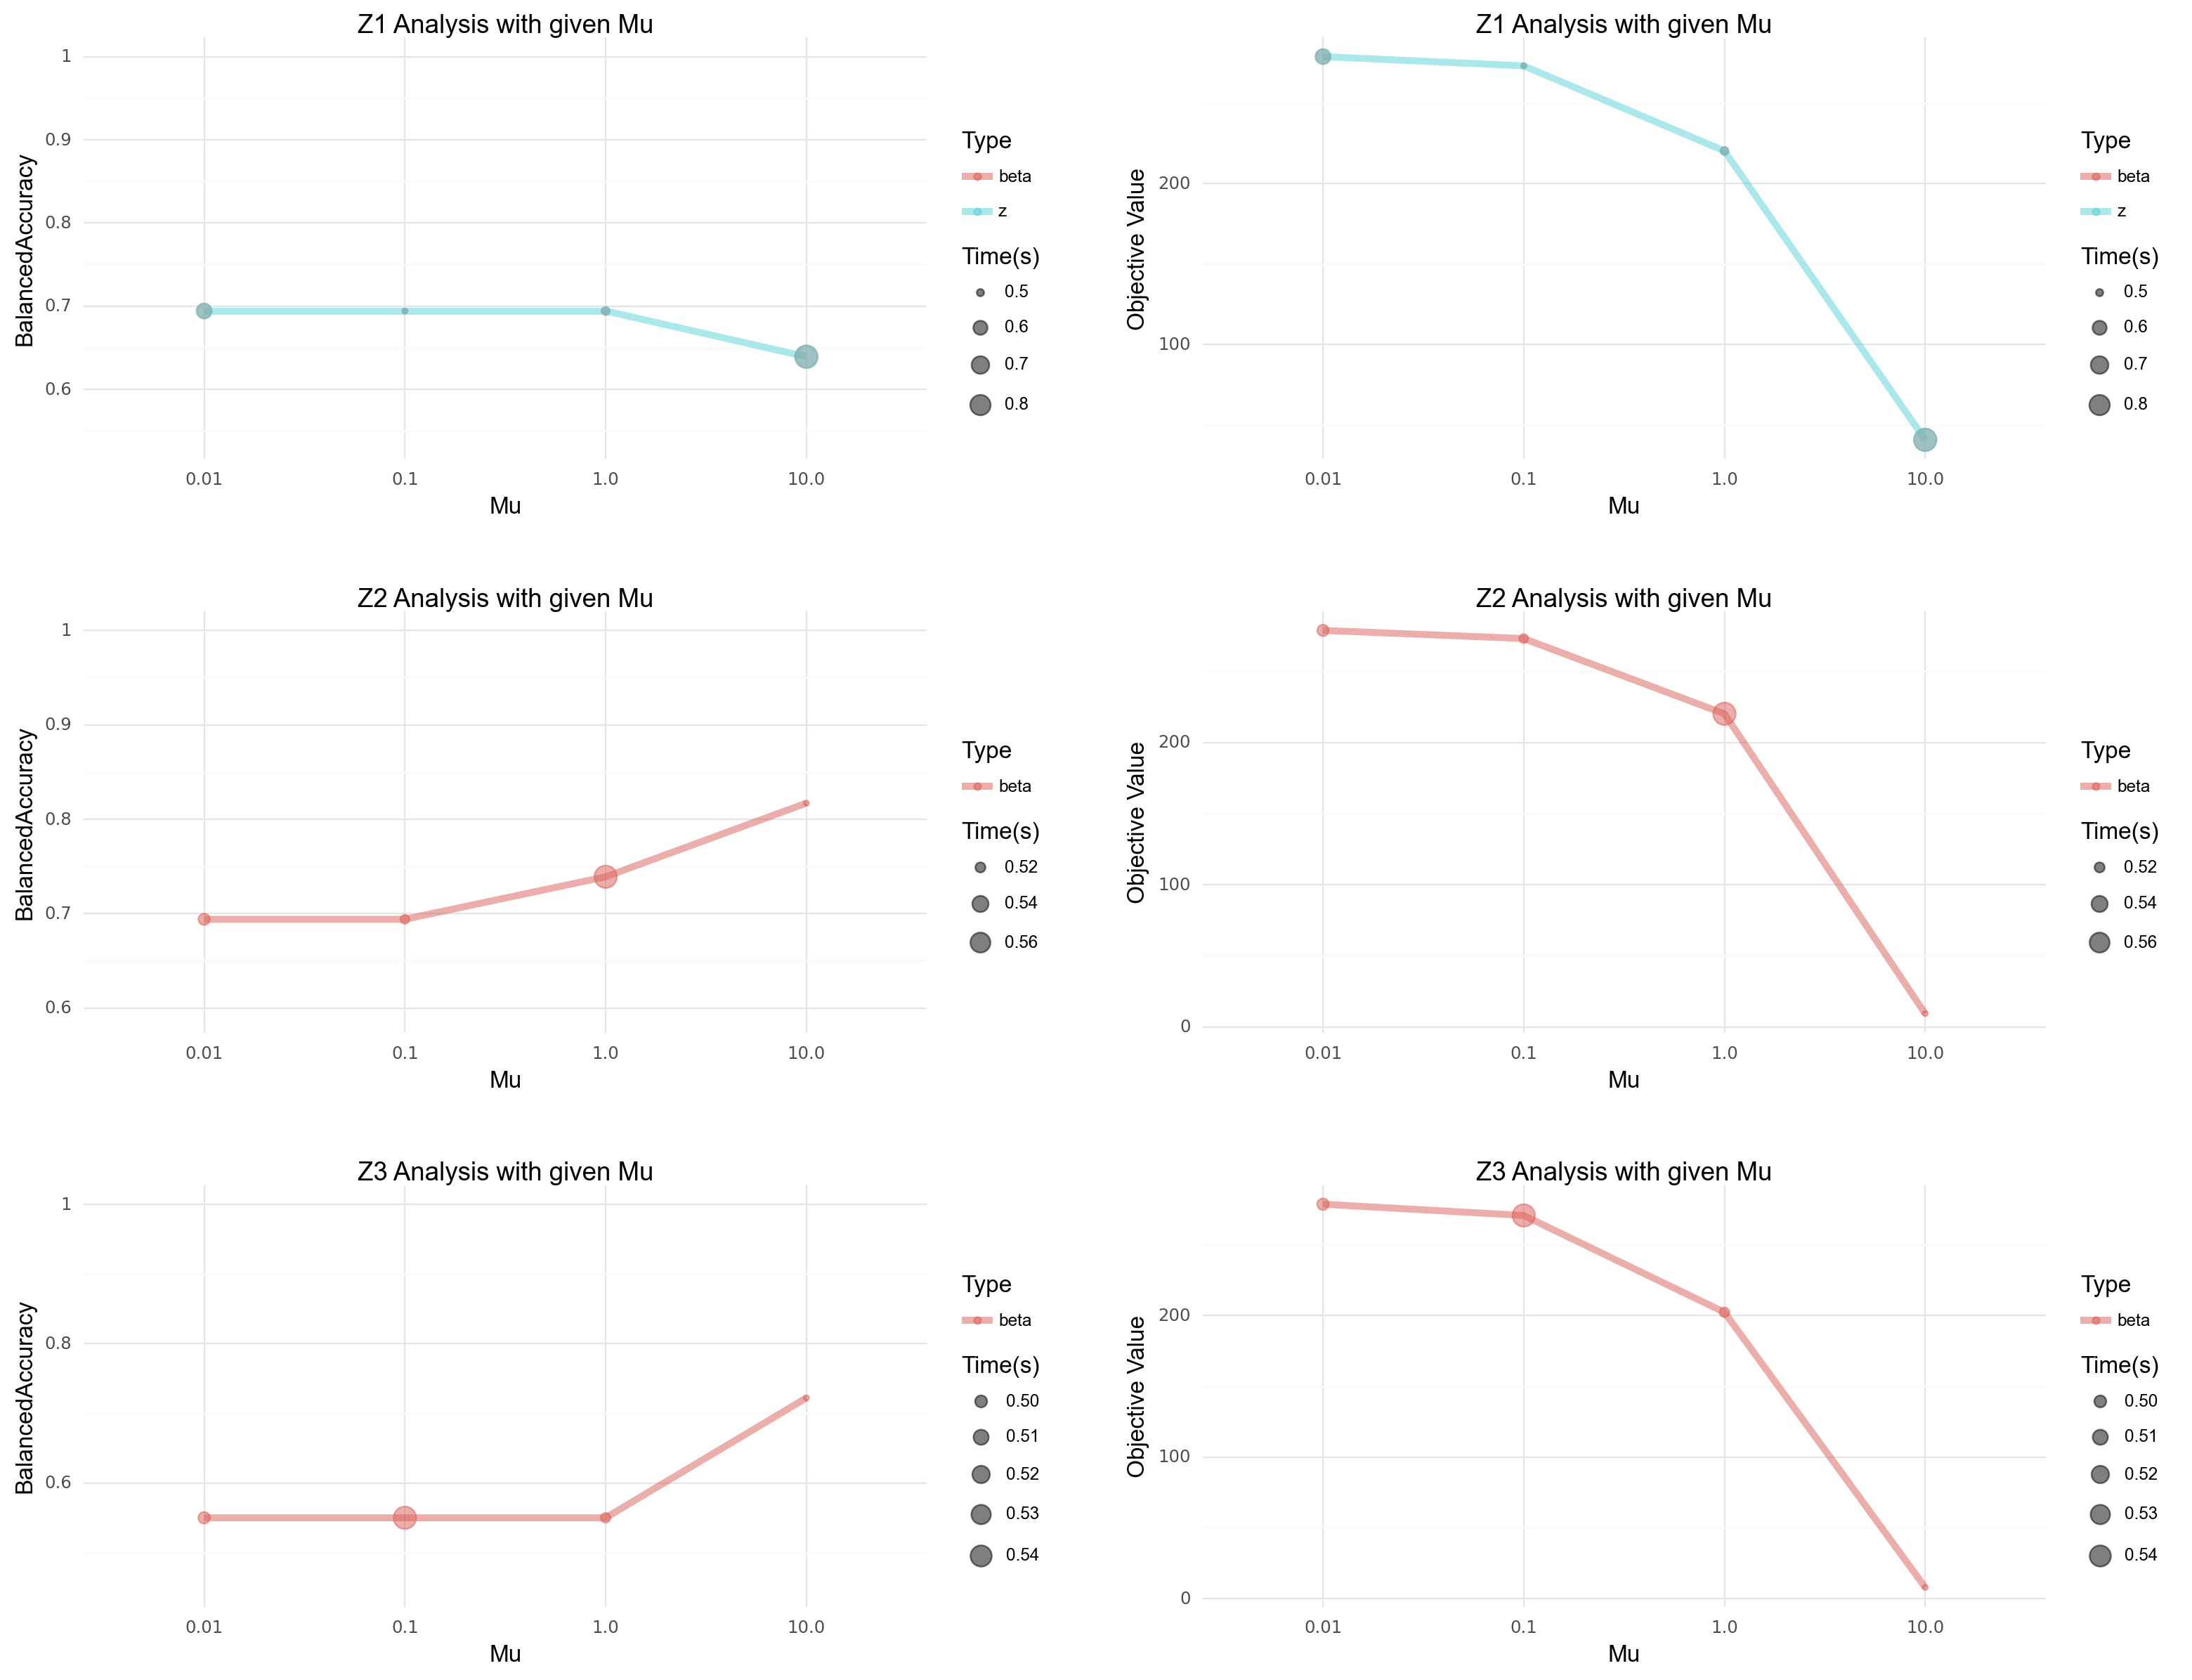 Z1 Analysis with given Mu
1
0.9
0.8
0.7
0.6
BalancedAccuracy
0.01
0.1
1.0
10.0
Mu
Type
beta
z
Time(s)
0.5
0.6
0.7
0.8
Z1 Analysis with given Mu
200
100
Objective Value
0.01
0.1
1.0
10.0
Mu
Type
beta
z
Time(s)
0.5
0.6
0.7
0.8
Z2 Analysis with given Mu
1
0.9
0.8
0.7
0.6
BalancedAccuracy
0.01
0.1
1.0
10.0
Mu
Type
beta
Time(s)
0.52
0.54
0.56
Z2 Analysis with given Mu
200
100
0
Objective Value
0.01
0.1
1.0
10.0
Mu
Type
beta
Time(s)
0.52
0.54
0.56
Z3 Analysis with given Mu
1
0.8
0.6
BalancedAccuracy
0.01
0.1
1.0
10.0
Mu
Type
beta
Time(s)
0.50
0.51
0.52
0.53
0.54
Z3 Analysis with given Mu
200
100
0
Objective Value
0.01
0.1
1.0
10.0
Mu
Type
beta
Time(s)
0.50
0.51
0.52
0.53
0.54